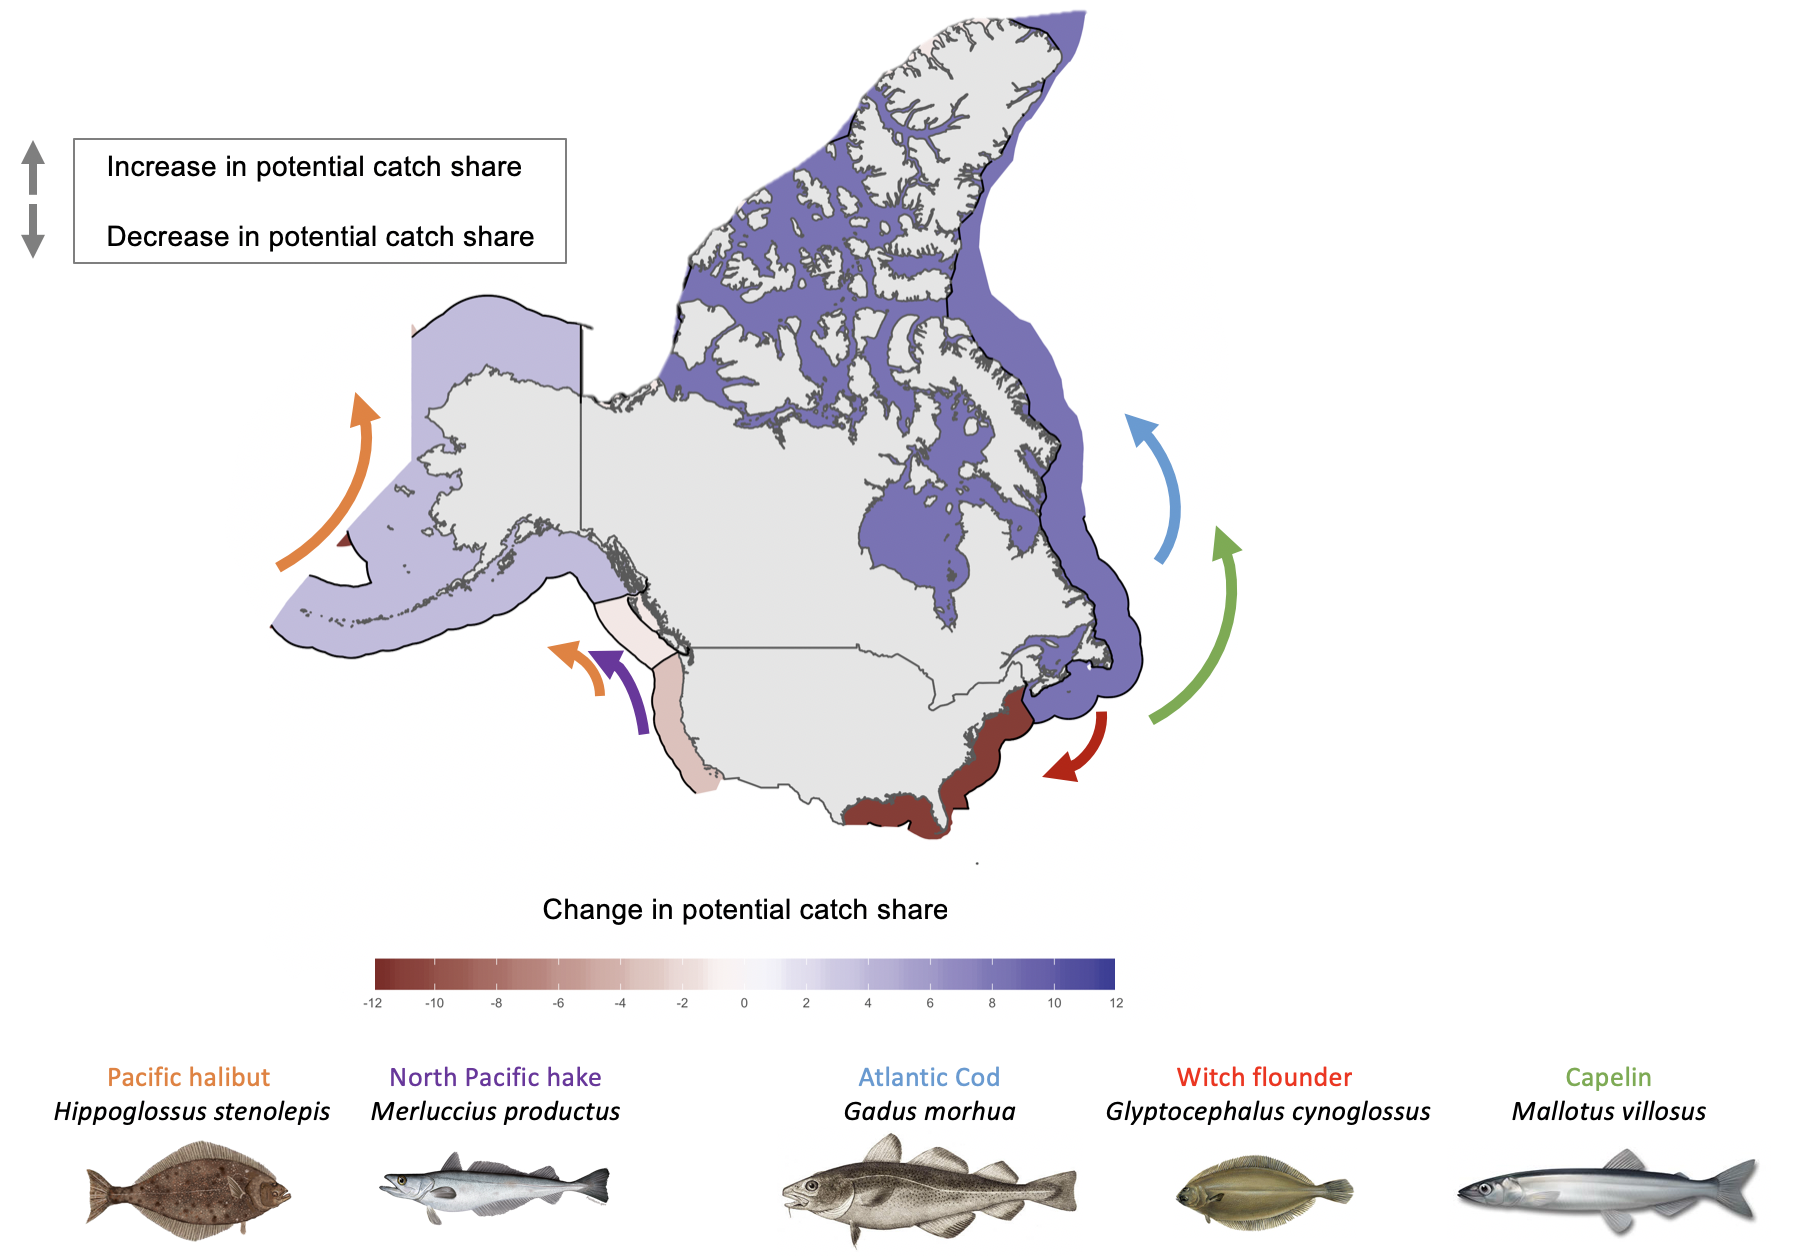 Increase in potential catch share
Decrease in potential catch share
Change in potential catch share
-12 -10 -8 -6 -4 -2 0 2 4 6 8 10 12
Pacific halibut
Hippoglossus stenolepis
North Pacific hake
Merluccius productus
Atlantic Cod
Gadus morhua
Witch flounder
Glyptocephalus cynoglossus
Capelin
Mallotus villosus